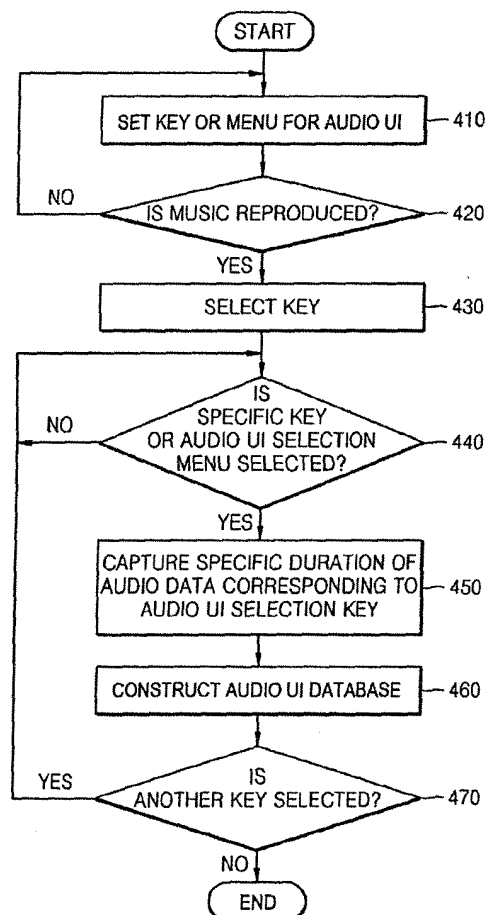 START
SET KEY OR MENU FOR AUDIO UI
410
NO
IS MUSIC REPRODUCED?
420
YES
SELECT KEY
430
NO
IS
SPECIFIC KEY
OR AUDIO UI SELECTION
MENU SELECTED?
440
YES
CAPTURE SPECIFIC DURATION OF
AUDIO DATA CORRESPONDING TO
AUDIO UI SELECTION KEY
450
CONSTRUCT AUDIO UI DATABASE
460
YES
IS
ANOTHER KEY SELECTED?
470
NO
END